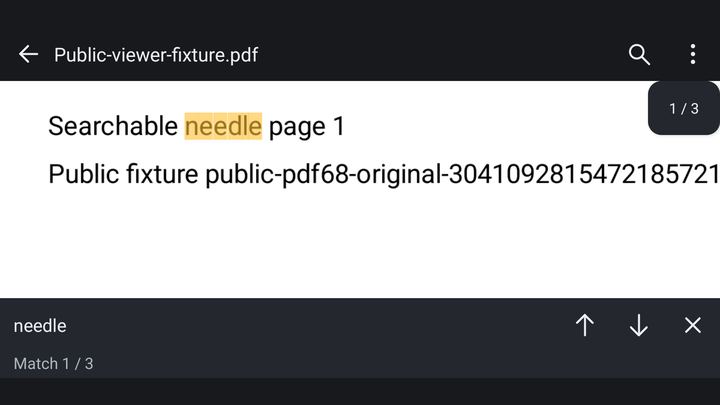 Public-viewer-fixture.pdf
1 / 3
Searchable needle page 1
Public fixture public-pdf68-original-3041092815472185721
needle
Match 1 / 3